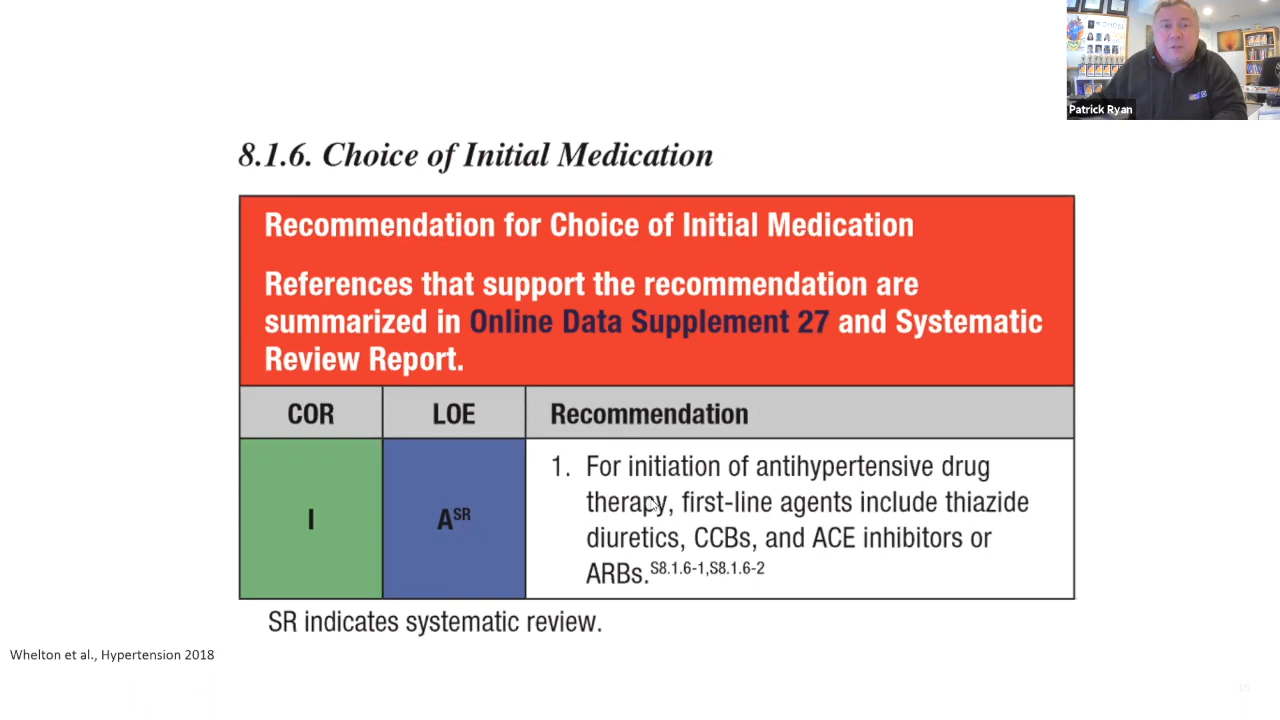 Patrick Ryan
8.1.6. Choice of Initial Medication
Recommendation for Choice of Initial Medication
References that support the recommendation are
summarized in Online Data Supplement 27 and Systematic
Review Report.
COR LOE Recommendation
I A^SR 1. For initiation of antihypertensive drug
therapy, first-line agents include thiazide
diuretics, CCBs, and ACE inhibitors or
ARBs.S8.1.6-1,S8.1.6-2
SR indicates systematic review.
Whelton et al., Hypertension 2018
16